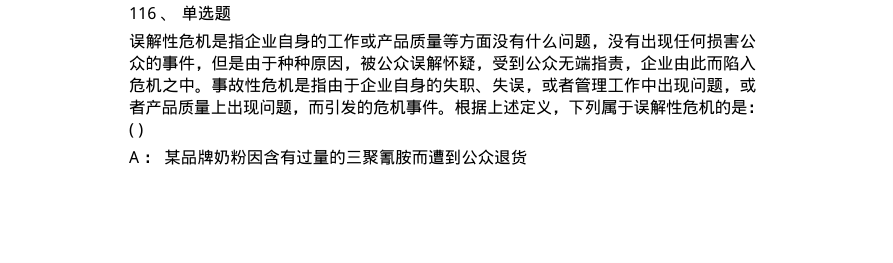 116 、 单选题
误解性危机是指企业自身的工作或产品质量等方面没有什么问题，没有出现任何损害公
众的事件，但是由于种种原因，被公众误解怀疑，受到公众无端指责，企业由此而陷入
危机之中。事故性危机是指由于企业自身的失职、失误，或者管理工作中出现问题，或
者产品质量上出现问题，而引发的危机事件。根据上述定义，下列属于误解性危机的是：
( )
A ： 某品牌奶粉因含有过量的三聚氰胺而遭到公众退货